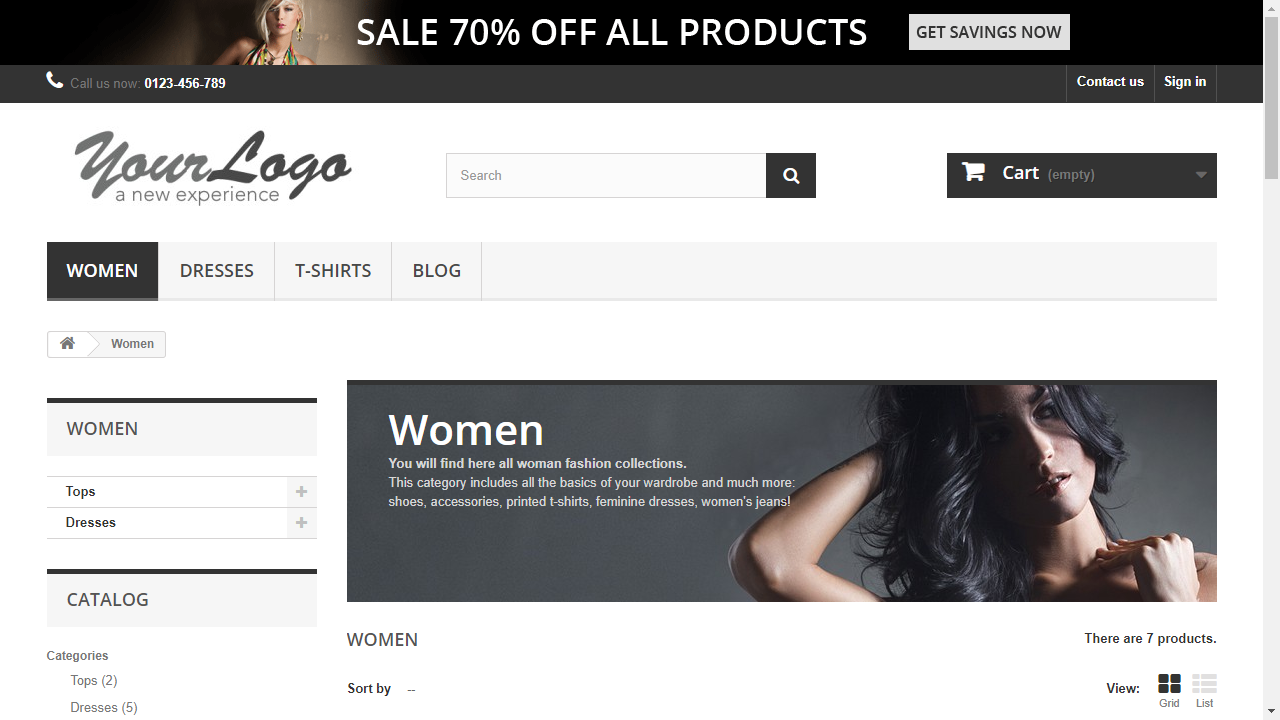 SALE 70% OFF ALL PRODUCTS GET SAVINGS NOW
Call us now: 0123-456-789 Contact us Sign in
YourLogo
a new experience
Search
Cart (empty)
WOMEN DRESSES T-SHIRTS BLOG
Women
WOMEN
Tops
Dresses
CATALOG
Categories
Tops (2)
Dresses (5)
Women
You will find here all woman fashion collections.
This category includes all the basics of your wardrobe and much more:
shoes, accessories, printed t-shirts, feminine dresses, women's jeans!
WOMEN There are 7 products.
Sort by -- View: Grid List